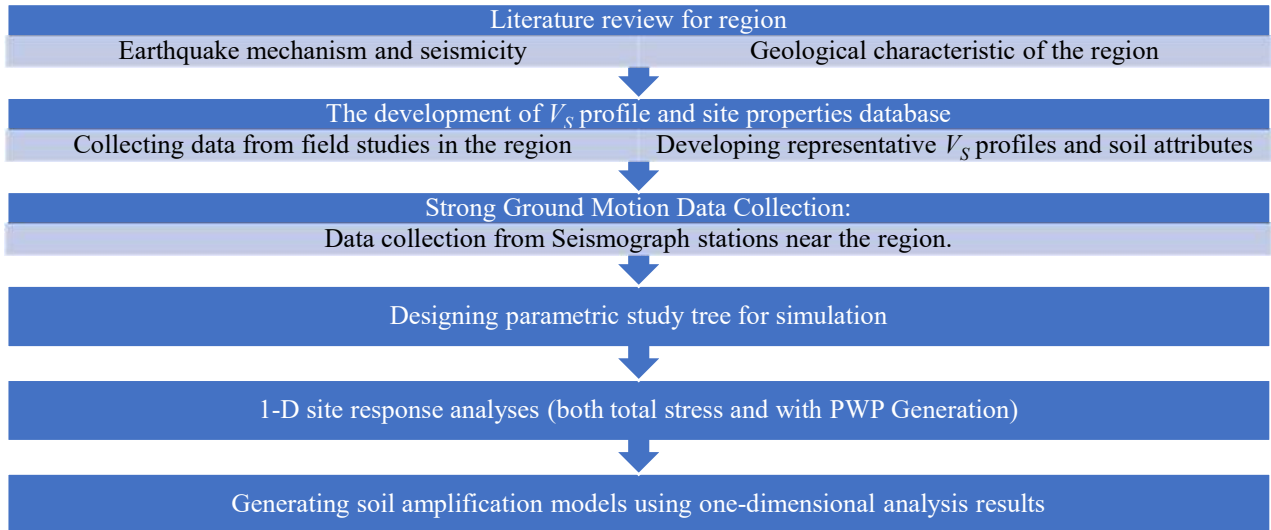 Literature review for region
Earthquake mechanism and seismicity
Geological characteristic of the region
The development of V_S profile and site properties database
Collecting data from field studies in the region
Developing representative V_S profiles and soil attributes
Strong Ground Motion Data Collection:
Data collection from Seismograph stations near the region.
Designing parametric study tree for simulation
1-D site response analyses (both total stress and with PWP Generation)
Generating soil amplification models using one-dimensional analysis results